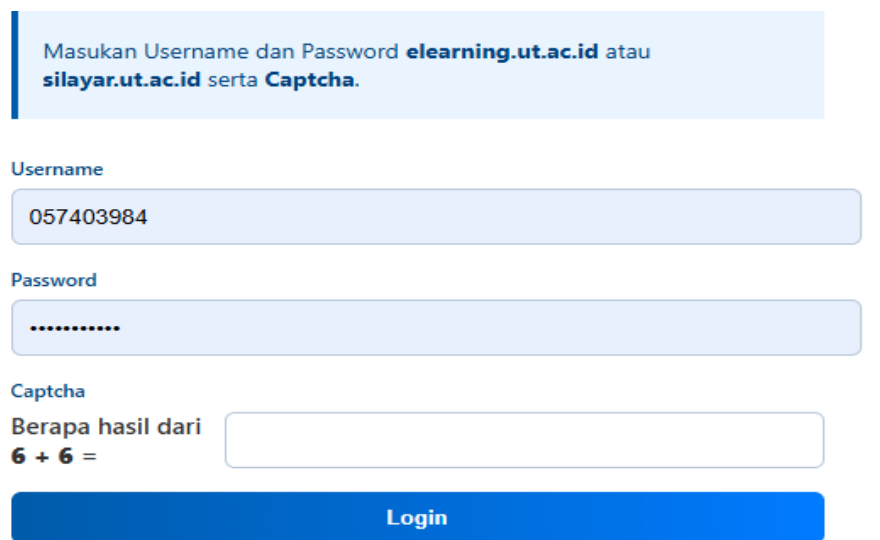 Masukan Username dan Password elearning.ut.ac.id atau
silayar.ut.ac.id serta Captcha.
Username
057403984
Password
•••••••••••
Captcha
Berapa hasil dari
6 + 6 =
Login